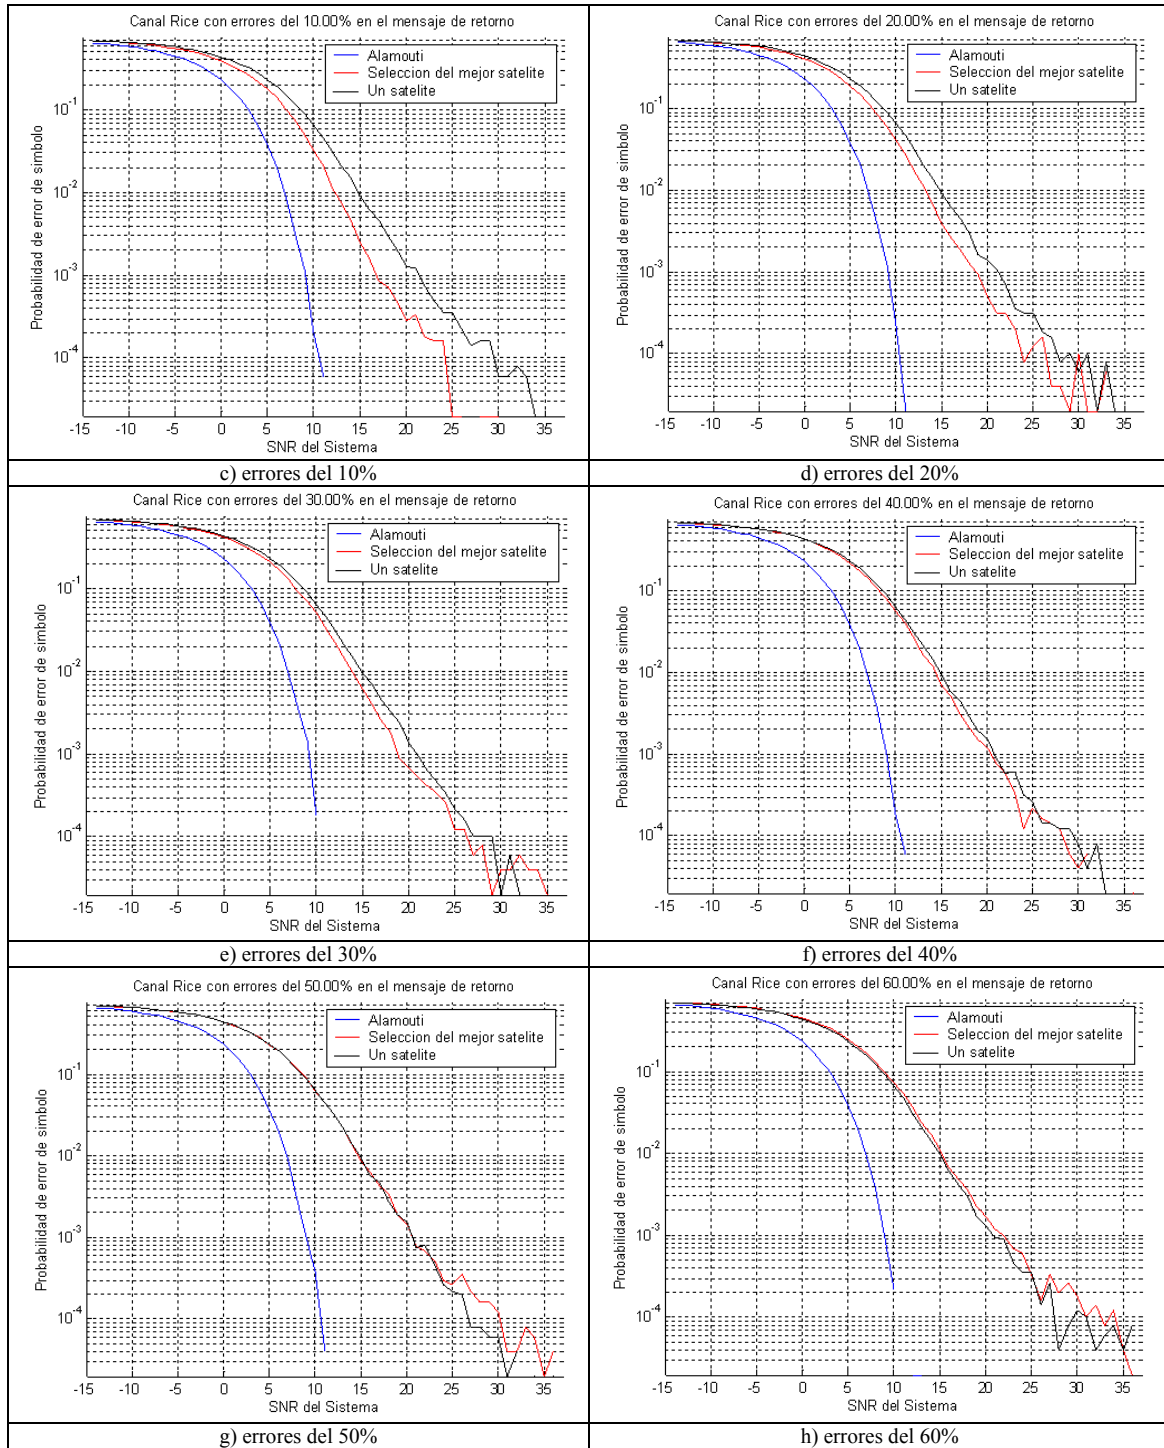 Canal Rice con errores del 10.00% en el mensaje de retorno
Alamouti
Seleccion del mejor satelite
Un satelite
Probabilidad de error de simbolo
10^-1
10^-2
10^-3
10^-4
-15 -10 -5 0 5 10 15 20 25 30 35
SNR del Sistema
c) errores del 10%
Canal Rice con errores del 20.00% en el mensaje de retorno
Alamouti
Seleccion del mejor satelite
Un satelite
Probabilidad de error de simbolo
10^-1
10^-2
10^-3
10^-4
-15 -10 -5 0 5 10 15 20 25 30 35
SNR del Sistema
d) errores del 20%
Canal Rice con errores del 30.00% en el mensaje de retorno
Alamouti
Seleccion del mejor satelite
Un satelite
Probabilidad de error de simbolo
10^-1
10^-2
10^-3
10^-4
-15 -10 -5 0 5 10 15 20 25 30 35
SNR del Sistema
e) errores del 30%
Canal Rice con errores del 40.00% en el mensaje de retorno
Alamouti
Seleccion del mejor satelite
Un satelite
Probabilidad de error de simbolo
10^-1
10^-2
10^-3
10^-4
-15 -10 -5 0 5 10 15 20 25 30 35
SNR del Sistema
f) errores del 40%
Canal Rice con errores del 50.00% en el mensaje de retorno
Alamouti
Seleccion del mejor satelite
Un satelite
Probabilidad de error de simbolo
10^-1
10^-2
10^-3
10^-4
-15 -10 -5 0 5 10 15 20 25 30 35
SNR del Sistema
g) errores del 50%
Canal Rice con errores del 60.00% en el mensaje de retorno
Alamouti
Seleccion del mejor satelite
Un satelite
Probabilidad de error de simbolo
10^-1
10^-2
10^-3
10^-4
-15 -10 -5 0 5 10 15 20 25 30 35
SNR del Sistema
h) errores del 60%